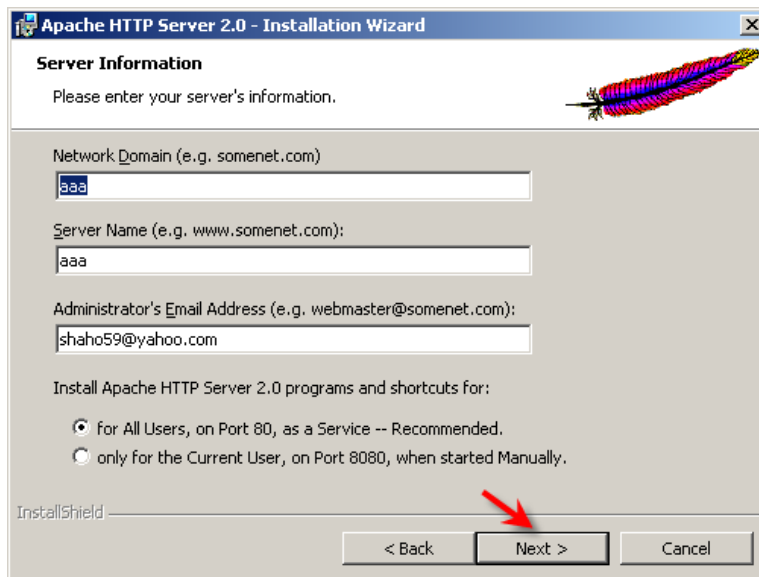 Apache HTTP Server 2.0 - Installation Wizard
Server Information
Please enter your server's information.
Network Domain (e.g. somenet.com)
aaa
Server Name (e.g. www.somenet.com):
aaa
Administrator's Email Address (e.g. webmaster@somenet.com):
shaho59@yahoo.com
Install Apache HTTP Server 2.0 programs and shortcuts for:
for All Users, on Port 80, as a Service -- Recommended.
only for the Current User, on Port 8080, when started Manually.
InstallShield
< Back Next > Cancel